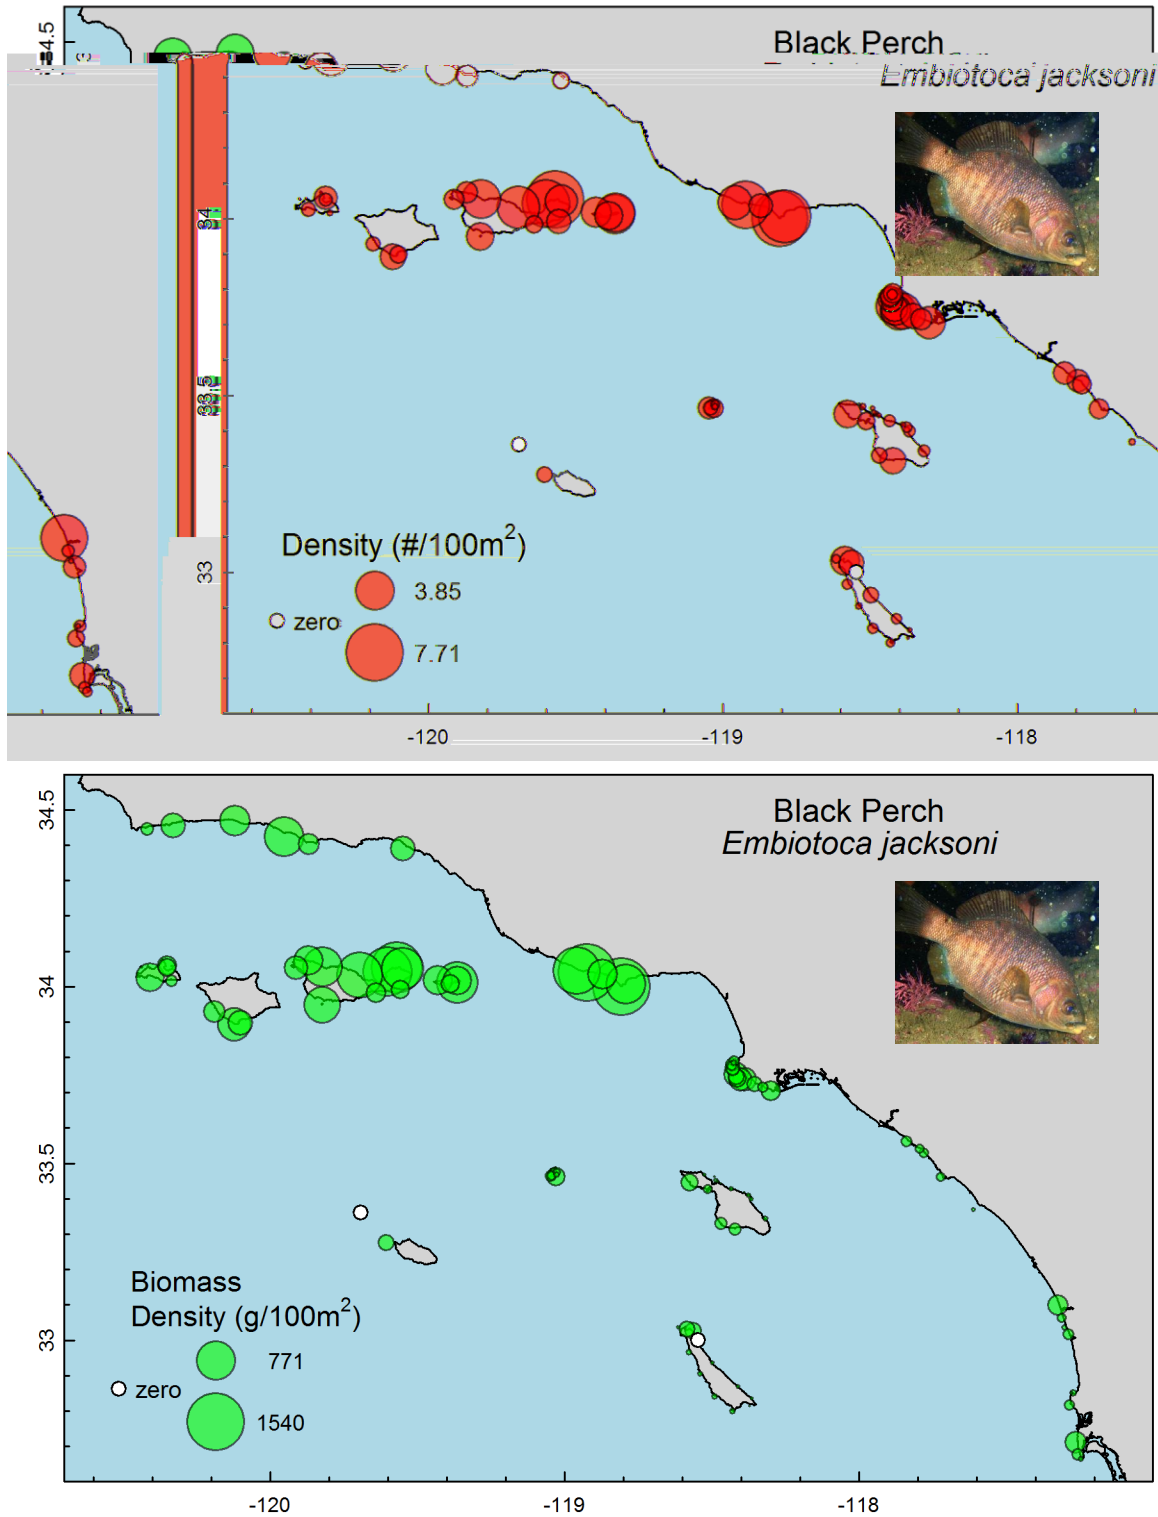 4.5
Black Perch
Embiotoca jacksoni
34
33.5
33
Density (#/100m2)
3.85
zero
7.71
-120
-119
-118
34.5
Black Perch
Embiotoca jacksoni
34
33.5
33
Biomass
Density (g/100m2)
771
zero
1540
-120
-119
-118